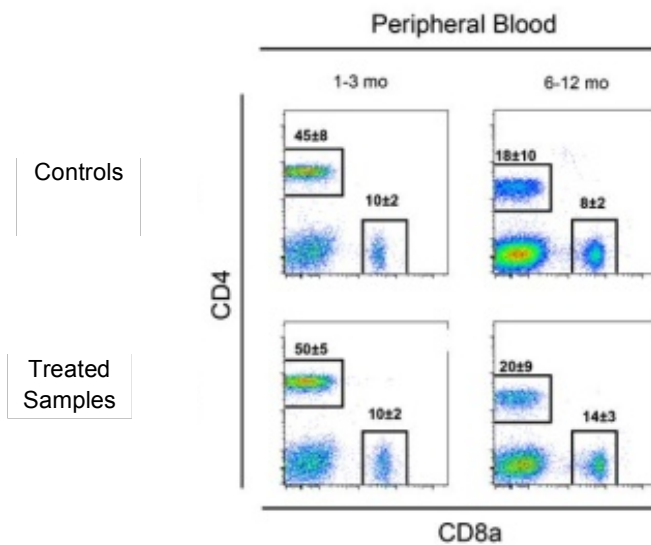 Peripheral Blood
1-3 mo
6-12 mo
Controls
45±8
10±2
18±10
8±2
CD4
Treated
Samples
50±5
10±2
20±9
14±3
CD8a